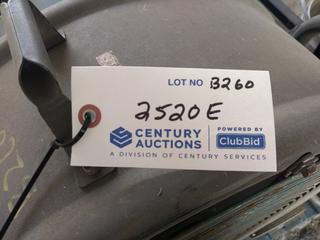 LOT NO B260
2520E
CENTURY AUCTIONS
POWERED BY
ClubBid
A DIVISION OF CENTURY SERVICES